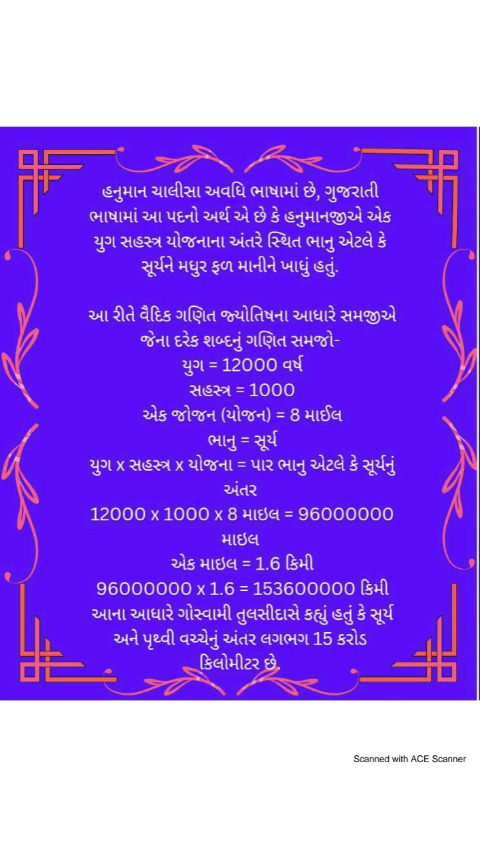 હનુમાન ચાલીસા અવધિ ભાષામાં છે, ગુજરાતી
ભાષામાં આ પદનો અર્થ એ છે કે હનુમાનજીએ એક
યુગ સહસ્ત્ર યોજનાના અંતરે સ્થિત ભાનુ એટલે કે
સૂર્યને મધુર ફળ માનીને ખાધું હતું.
આ રીતે વૈદિક ગણિત જ્યોતિષના આધારે સમજીએ
જેના દરેક શબ્દનું ગણિત સમજો-
યુગ = 12000 વર્ષ
સહસ્ત્ર = 1000
એક જોજન (યોજન) = 8 માઈલ
ભાનુ = સૂર્ય
યુગ x સહસ્ત્ર x યોજના = પાર ભાનુ એટલે કે સૂર્યનું
અંતર
12000 x 1000 x 8 માઇલ = 96000000
માઇલ
એક માઇલ = 1.6 કિમી
96000000 x 1.6 = 153600000 કિમી
આના આધારે ગોસ્વામી તુલસીદાસે કહ્યું હતું કે સૂર્ય
અને પૃથ્વી વચ્ચેનું અંતર લગભગ 15 કરોડ
કિલોમીટર છે.
Scanned with ACE Scanner